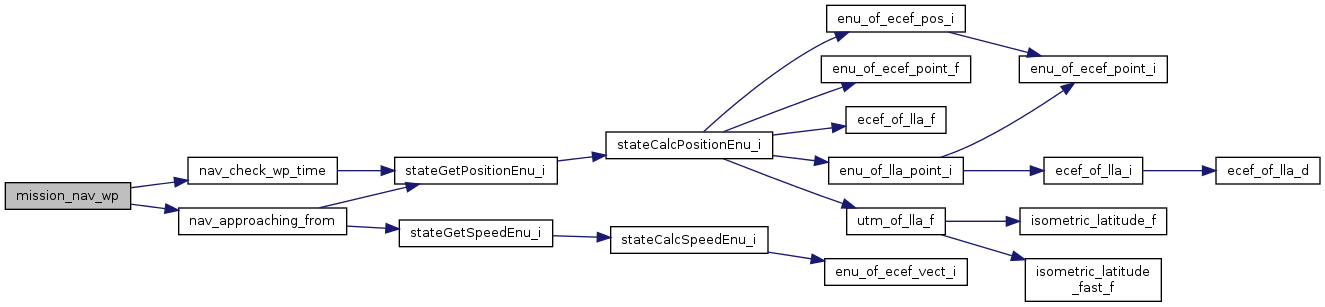 mission_nav_wp
nav_check_wp_time
nav_approaching_from
stateGetPositionEnu_i
stateGetSpeedEnu_i
stateCalcPositionEnu_i
stateCalcSpeedEnu_i
enu_of_ecef_pos_i
enu_of_ecef_point_f
ecef_of_lla_f
enu_of_lla_point_i
utm_of_lla_f
enu_of_ecef_vect_i
enu_of_ecef_point_i
ecef_of_lla_i
isometric_latitude_f
isometric_latitude
_fast_f
ecef_of_lla_d